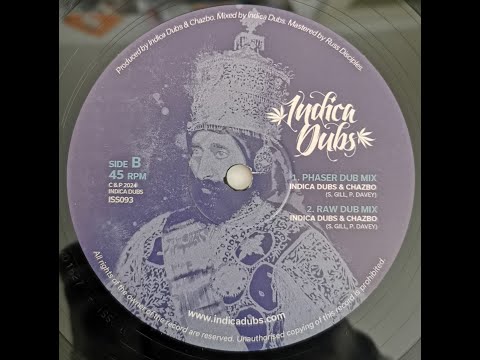 Produced by Indica Dubs & Chazbo. Mixed by Indica Dubs. Mastered by Russ Disciples.
Indica
Dubs
SIDE B
45 RPM
C & P 2024
INDICA DUBS
ISS093
1. PHASER DUB MIX
INDICA DUBS & CHAZBO
(S. GILL, P. DAVEY)
2. RAW DUB MIX
INDICA DUBS & CHAZBO
(S. GILL, P. DAVEY)
www.indicadubs.com
All rights of the owner of the record are reserved. Unauthorised copying of this record is prohibited.